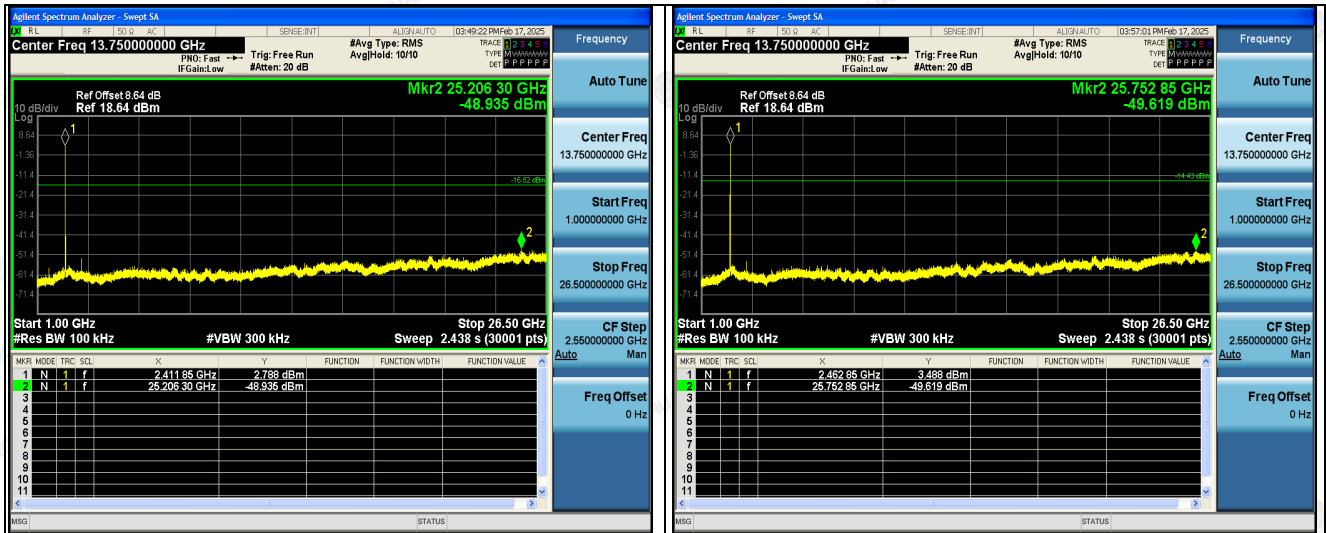 Agilent Spectrum Analyzer - Swept SA
LXI RL RF 50 Ω AC SENSE:INT ALIGN AUTO 03:49:22 PM Feb 17, 2025
Center Freq 13.750000000 GHz
PNO: Fast
IFGain:Low
Trig: Free Run
#Atten: 20 dB
#Avg Type: RMS
Avg|Hold: 10/10
TRACE 1 2 3 4 5 6
TYPE M W W W W W
DET P P P P P P
Mkr2 25.206 30 GHz
-48.935 dBm
Ref Offset 8.64 dB
10 dB/div Ref 18.64 dBm
Log
1
8.64
-1.36
-11.4
-16.52 dBm
-21.4
-31.4
-41.4
2
-51.4
-61.4
-71.4
Start 1.00 GHz Stop 26.50 GHz
#Res BW 100 kHz #VBW 300 kHz Sweep 2.438 s (30001 pts)
MKR MODE TRC SCL X Y FUNCTION FUNCTION WIDTH FUNCTION VALUE
1 N 1 f 2.411 85 GHz 2.788 dBm
2 N 1 f 25.206 30 GHz -48.935 dBm
3
4
5
6
7
8
9
10
11
MSG STATUS
Frequency
Auto Tune
Center Freq
13.750000000 GHz
Start Freq
1.000000000 GHz
Stop Freq
26.500000000 GHz
CF Step
2.550000000 GHz
Auto Man
Freq Offset
0 Hz
Agilent Spectrum Analyzer - Swept SA
LXI RL RF 50 Ω AC SENSE:INT ALIGN AUTO 03:57:01 PM Feb 17, 2025
Center Freq 13.750000000 GHz
PNO: Fast
IFGain:Low
Trig: Free Run
#Atten: 20 dB
#Avg Type: RMS
Avg|Hold: 10/10
TRACE 1 2 3 4 5 6
TYPE M W W W W W
DET P P P P P P
Mkr2 25.752 85 GHz
-49.619 dBm
Ref Offset 8.64 dB
10 dB/div Ref 18.64 dBm
Log
1
8.64
-1.36
-11.4
-14.43 dBm
-21.4
-31.4
-41.4
2
-51.4
-61.4
-71.4
Start 1.00 GHz Stop 26.50 GHz
#Res BW 100 kHz #VBW 300 kHz Sweep 2.438 s (30001 pts)
MKR MODE TRC SCL X Y FUNCTION FUNCTION WIDTH FUNCTION VALUE
1 N 1 f 2.462 85 GHz 3.488 dBm
2 N 1 f 25.752 85 GHz -49.619 dBm
3
4
5
6
7
8
9
10
11
MSG STATUS
Frequency
Auto Tune
Center Freq
13.750000000 GHz
Start Freq
1.000000000 GHz
Stop Freq
26.500000000 GHz
CF Step
2.550000000 GHz
Auto Man
Freq Offset
0 Hz